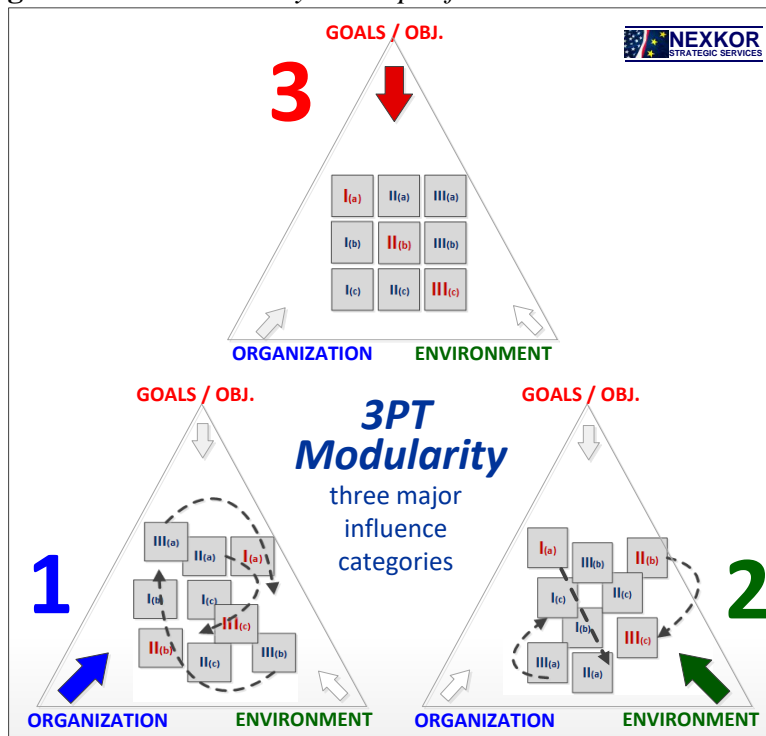 GOALS / OBJ.
NEXKOR
STRATEGIC SERVICES
3
I(a) II(a) III(a)
I(b) II(b) III(b)
I(c) II(c) III(c)
ORGANIZATION ENVIRONMENT
GOALS / OBJ.
3PT
Modularity
three major
influence
categories
GOALS / OBJ.
1
III(a) II(a) I(a)
I(b) I(c)
III(c)
II(b) II(c) III(b)
ORGANIZATION ENVIRONMENT
2
I(a) III(b) II(b)
I(c) II(c)
I(b) III(c)
III(a) II(a)
ORGANIZATION ENVIRONMENT